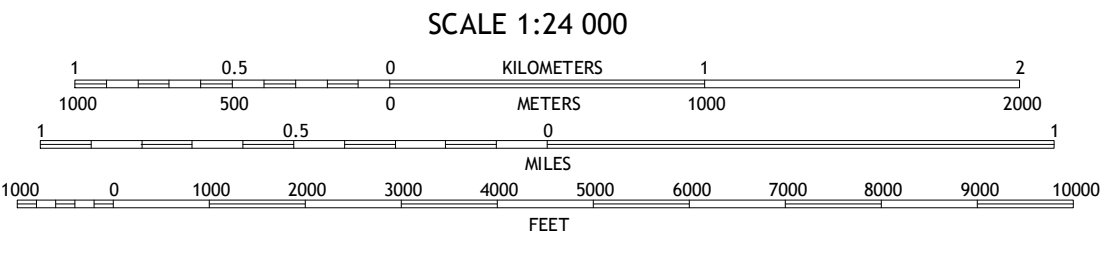 SCALE 1:24 000
1 0.5 0 KILOMETERS 1 2
1000 500 0 METERS 1000 2000
1 0.5 0 1
MILES
1000 0 1000 2000 3000 4000 5000 6000 7000 8000 9000 10000
FEET